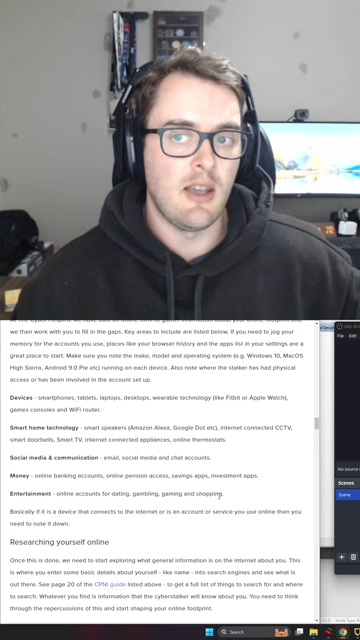 At The Cyber Helpline we have built an online form to gather information about your online footprint and
we then work with you to fill in the gaps. Key areas to include are listed below. If you need to jog your
memory for the accounts you use, places like your browser history and the apps list in your settings are a
great place to start. Make sure you note the make, model and operating system (e.g. Windows 10, MacOS
High Sierra, Android 9.0 Pie etc) running on each device. Also note where the stalker has had physical
access or has been involved in the account set up.
Devices - smartphones, tablets, laptops, desktops, wearable technology (like Fitbit or Apple Watch),
games consoles and WiFi router.
Smart home technology - smart speakers (Amazon Alexa, Google Dot etc), internet connected CCTV,
smart doorbells, Smart TV, internet connected appliances, online thermostats.
Social media & communication - email, social media and chat accounts.
Money - online banking accounts, online pension access, savings apps, investment apps.
Entertainment - online accounts for dating, gambling, gaming and shopping.
Basically if it is a device that connects to the internet or is an account or service you use online then you
need to note it down.
Researching yourself online
Once this is done, we need to start exploring what general information is on the internet about you. This
is where you enter some basic details about yourself - like name - into search engines and see what is
out there. See page 20 of the CPNI guide listed above - to get a full list of things to search for and where
to search. Whatever you find is information that the cyberstalker will know about you. You need to think
through the repercussions of this and start shaping your online footprint.
File
Edit
No source
Scenes
Scene
Search